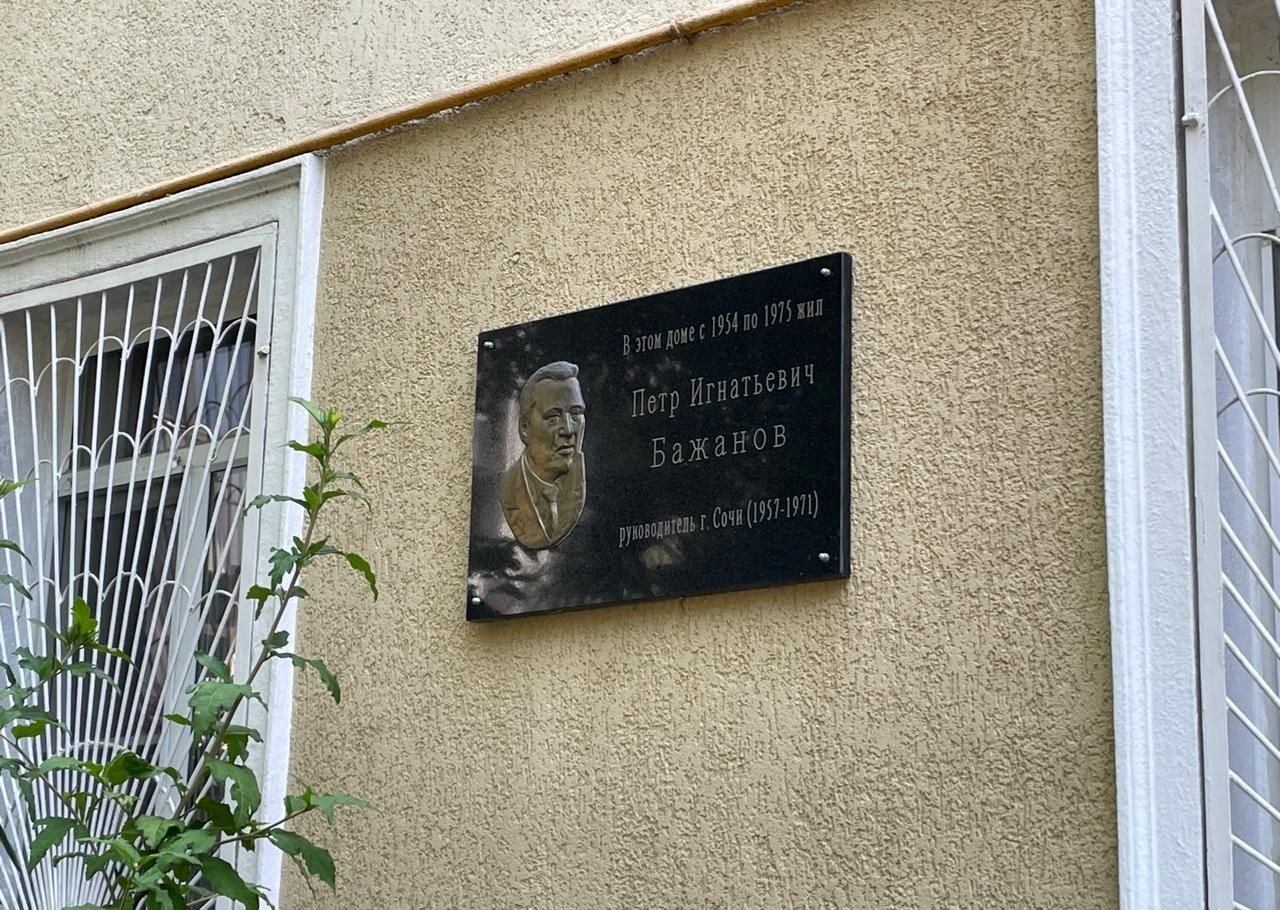 В этом доме с 1954 по 1975 жил
Петр Игнатьевич
Бажанов
руководитель г. Сочи (1957-1971)